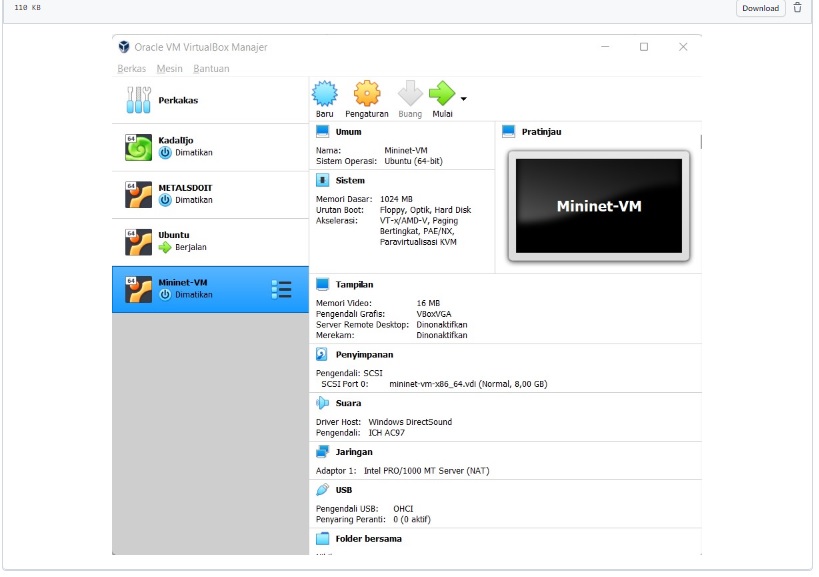 110 KB
Download
Oracle VM VirtualBox Manajer
Berkas Mesin Bantuan
Perkakas
64
KadalIjo
Dimatikan
64
METALSDOIT
Dimatikan
64
Ubuntu
Berjalan
64
Mininet-VM
Dimatikan
Baru Pengaturan Buang Mulai
Umum
Nama: Mininet-VM
Sistem Operasi: Ubuntu (64-bit)
Sistem
Memori Dasar: 1024 MB
Urutan Boot: Floppy, Optik, Hard Disk
Akselerasi: VT-x/AMD-V, Paging
Bertingkat, PAE/NX,
Paravirtualisasi KVM
Pratinjau
Mininet-VM
Tampilan
Memori Video: 16 MB
Pengendali Grafis: VBoxVGA
Server Remote Desktop: Dinonaktifkan
Merekam: Dinonaktifkan
Penyimpanan
Pengendali: SCSI
SCSI Port 0: mininet-vm-x86_64.vdi (Normal, 8,00 GB)
Suara
Driver Host: Windows DirectSound
Pengendali: ICH AC97
Jaringan
Adaptor 1: Intel PRO/1000 MT Server (NAT)
USB
Pengendali USB: OHCI
Penyaring Peranti: 0 (0 aktif)
Folder bersama